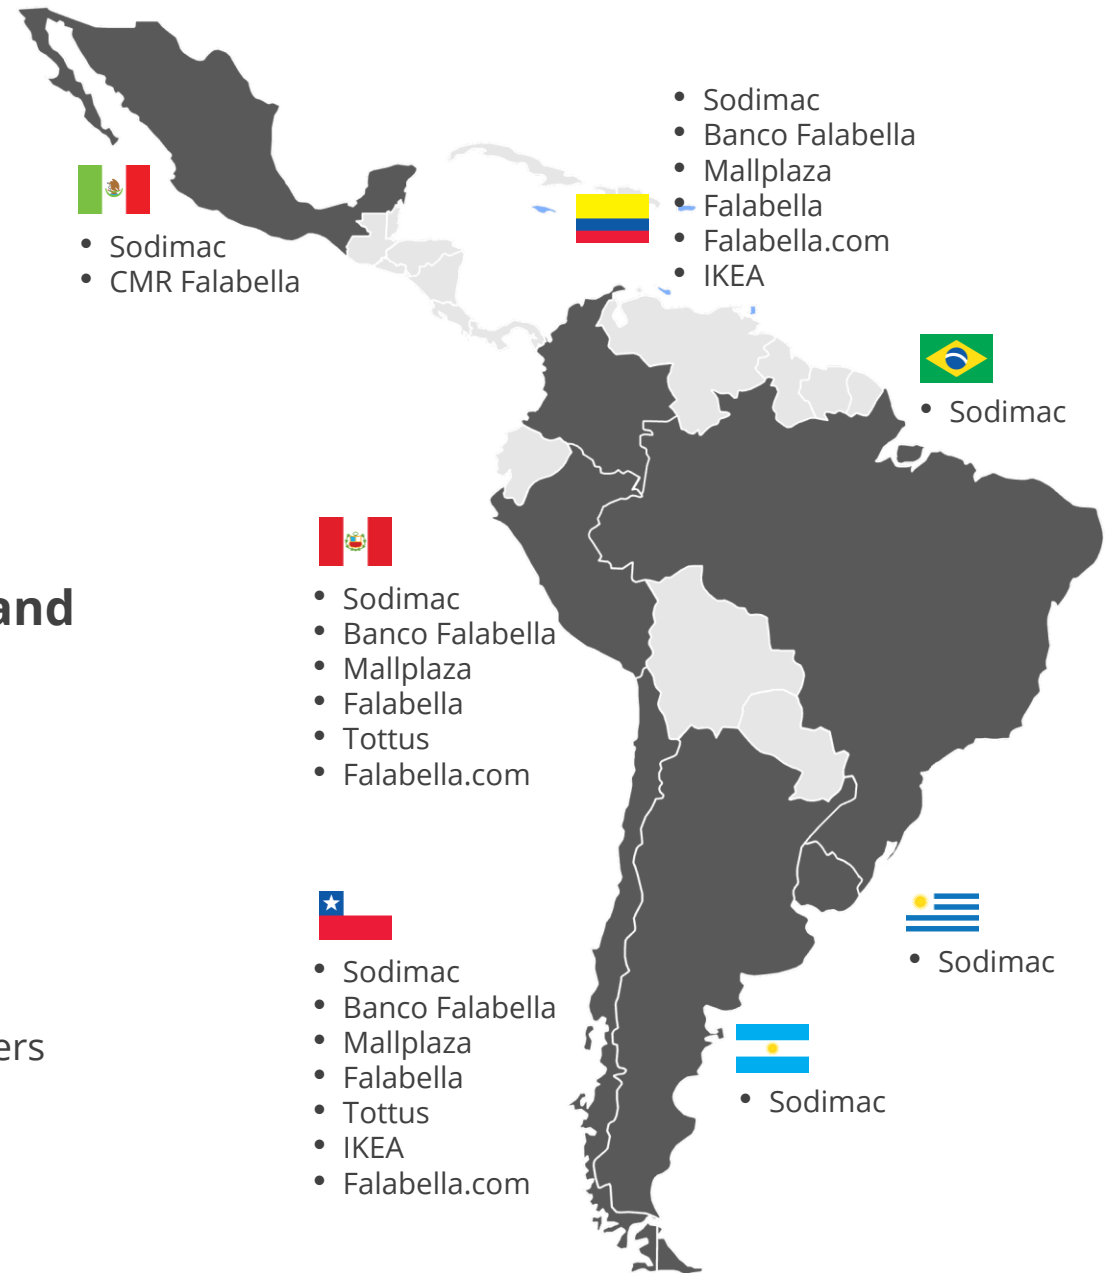 • Sodimac
• Banco Falabella
• Mallplaza
• Falabella
• Falabella.com
• IKEA
• Sodimac
• CMR Falabella
• Sodimac
and
• Sodimac
• Banco Falabella
• Mallplaza
• Falabella
• Tottus
• Falabella.com
• Sodimac
• Banco Falabella
• Mallplaza
• Falabella
• Tottus
• IKEA
• Falabella.com
ers
• Sodimac
• Sodimac